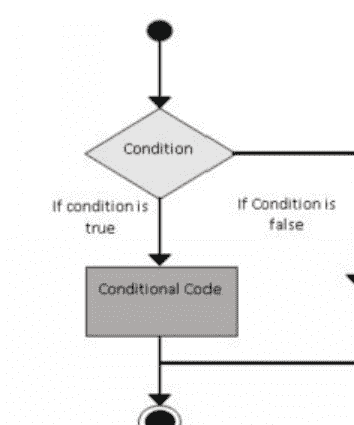 Condition
If condition is
true
If Condition is
false
Conditional Code